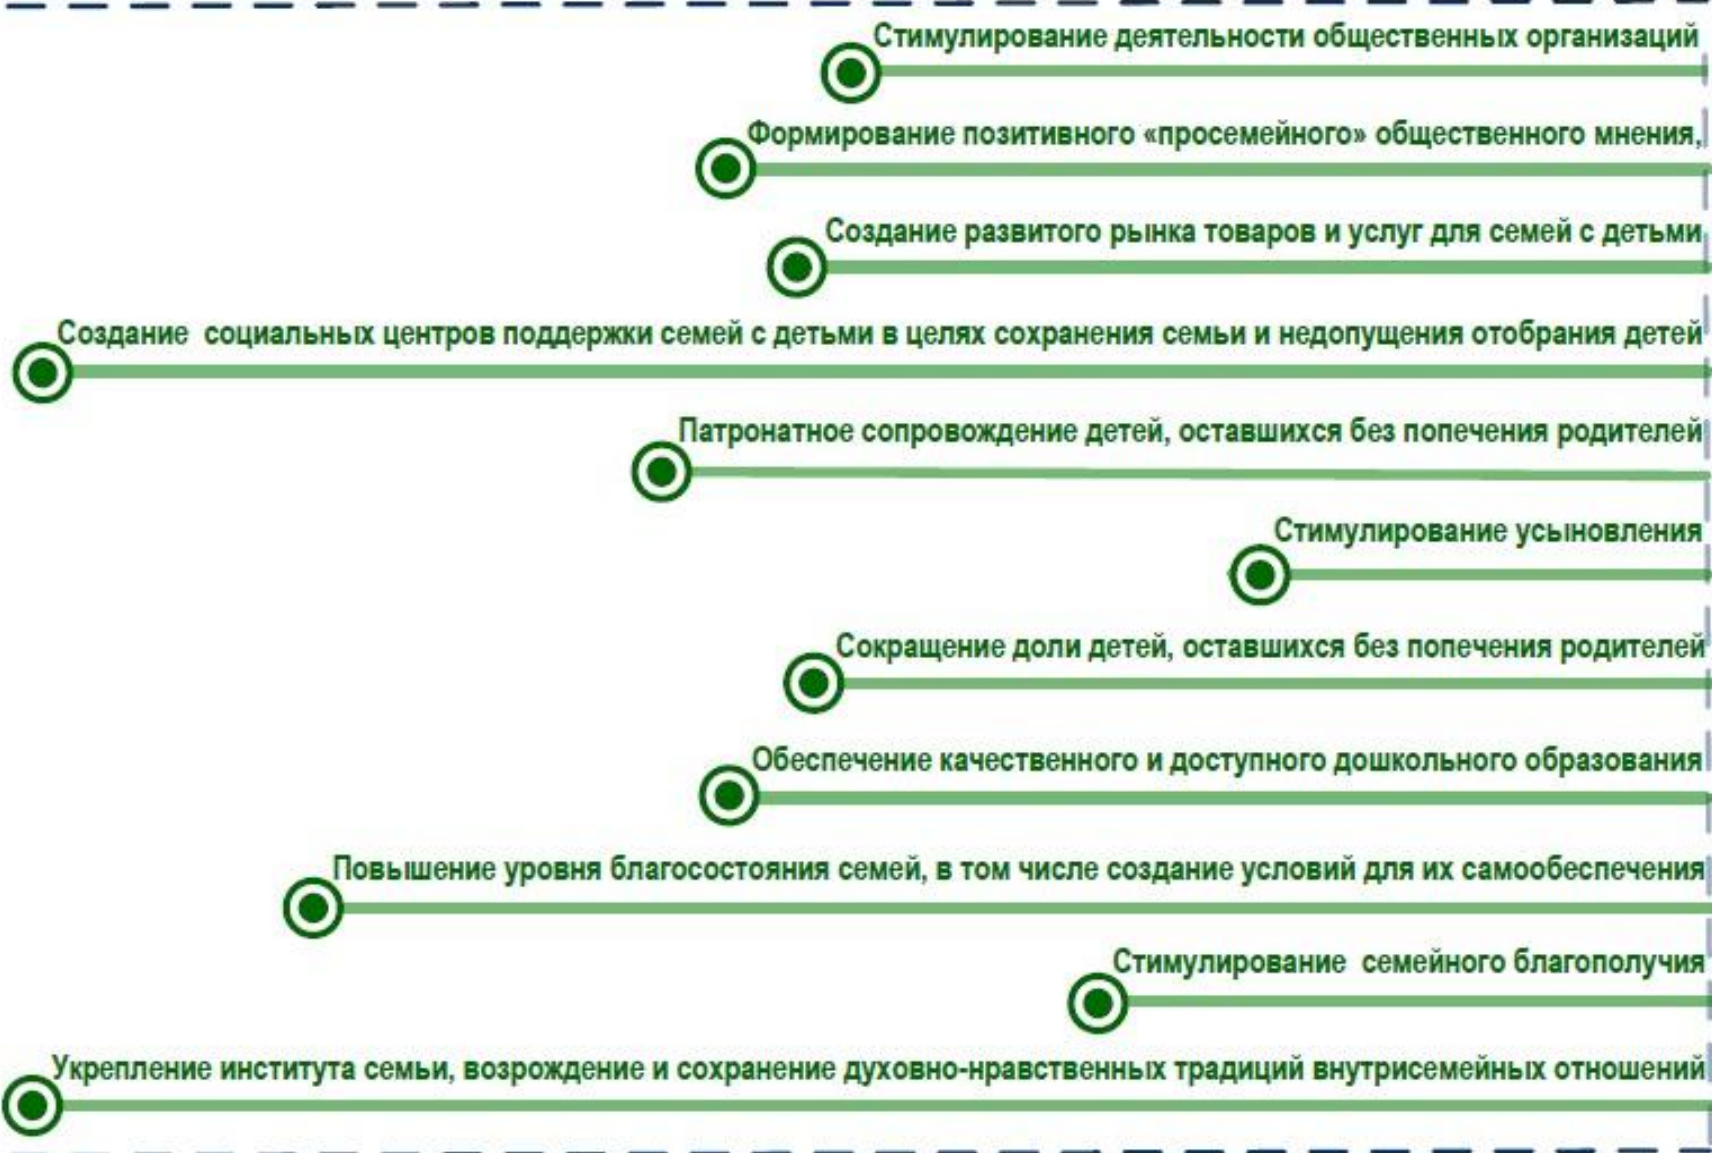 Стимулирование деятельности общественных организаций
Формирование позитивного «просемейного» общественного мнения,
Создание развитого рынка товаров и услуг для семей с детьми
Создание социальных центров поддержки семей с детьми в целях сохранения семьи и недопущения отобрания детей
Патронатное сопровождение детей, оставшихся без попечения родителей
Стимулирование усыновления
Сокращение доли детей, оставшихся без попечения родителей
Обеспечение качественного и доступного дошкольного образования
Повышение уровня благосостояния семей, в том числе создание условий для их самообеспечения
Стимулирование семейного благополучия
Укрепление института семьи, возрождение и сохранение духовно-нравственных традиций внутрисемейных отношений